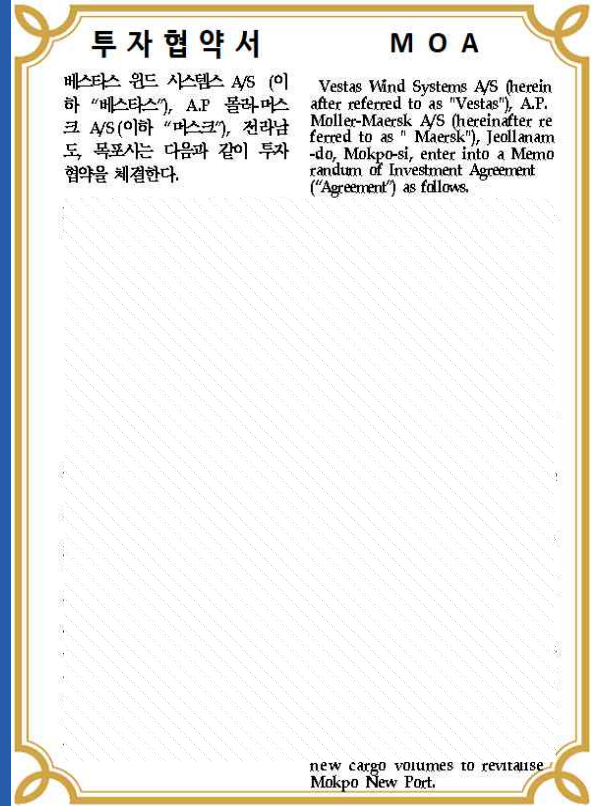 투 자 협 약 서
베스타스 윈드 시스템스 A/S (이
하 “베스타스”), A.P 몰라-머스
크 A/S(이하 “머스크”), 전라남
도, 목포시는 다음과 같이 투자
협약을 체결한다.
M O A
Vestas Wind Systems A/S (herein
after referred to as "Vestas"), A.P.
Moller-Maersk A/S (hereinafter re
ferred to as " Maersk"), Jeollanam
-do, Mokpo-si, enter into a Memo
randum of Investment Agreement
(“Agreement”) as follows.
new cargo volumes to revitalise
Mokpo New Port.